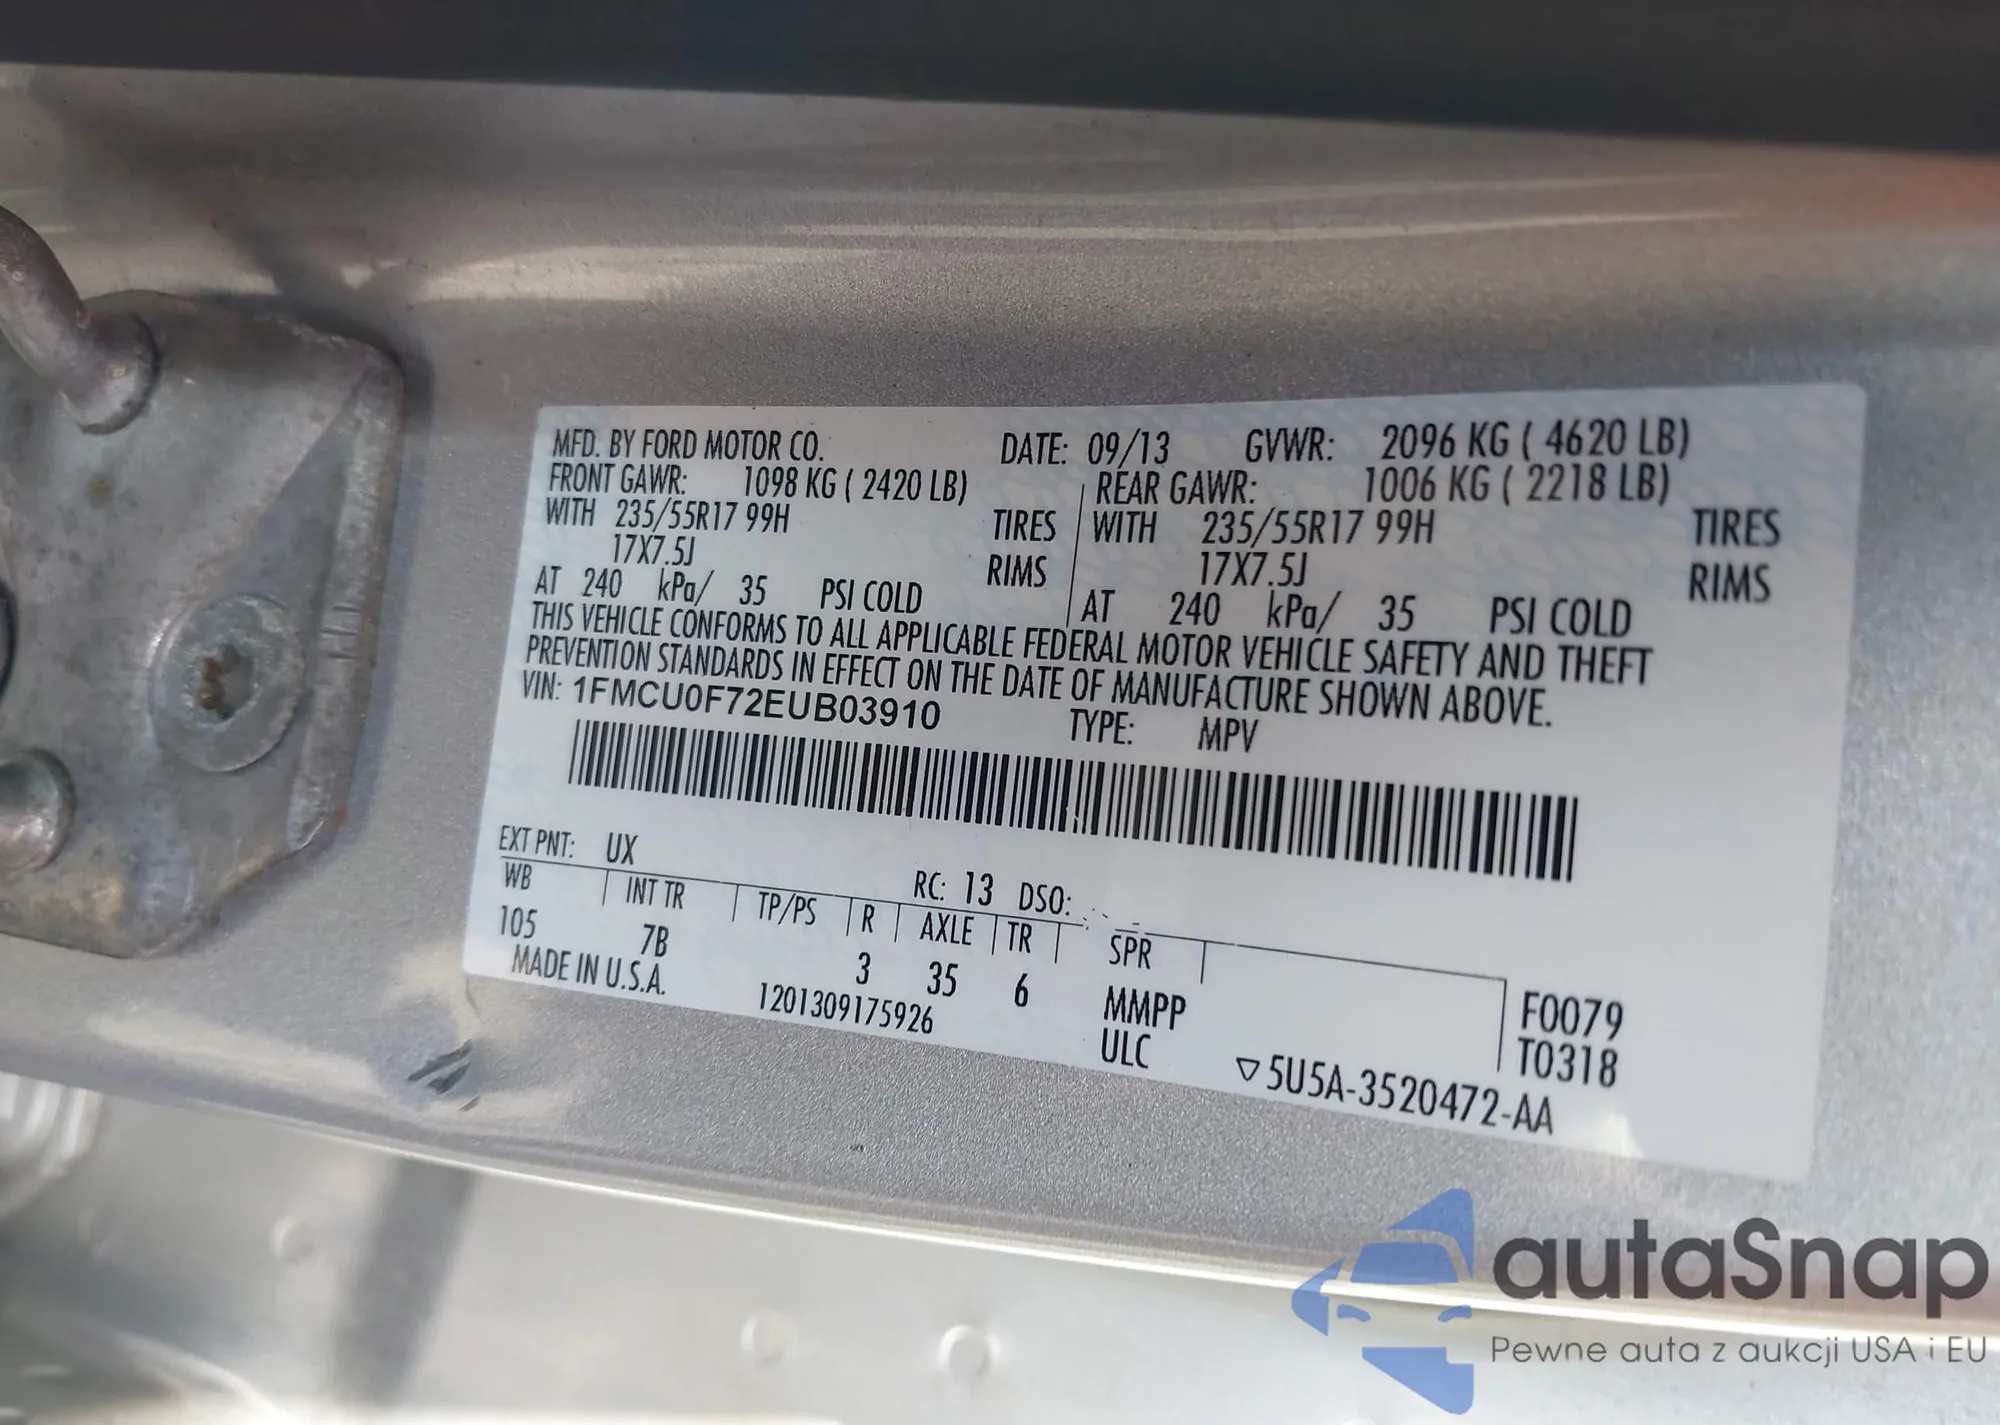 MFD. BY FORD MOTOR CO. DATE: 09/13 GVWR: 2096 KG ( 4620 LB)
FRONT GAWR: 1098 KG ( 2420 LB) REAR GAWR: 1006 KG ( 2218 LB)
WITH 235/55R17 99H TIRES WITH 235/55R17 99H TIRES
17X7.5J RIMS 17X7.5J RIMS
AT 240 kPa/ 35 PSI COLD AT 240 kPa/ 35 PSI COLD
THIS VEHICLE CONFORMS TO ALL APPLICABLE FEDERAL MOTOR VEHICLE SAFETY AND THEFT
PREVENTION STANDARDS IN EFFECT ON THE DATE OF MANUFACTURE SHOWN ABOVE.
VIN: 1FMCU0F72EUB03910 TYPE: MPV
EXT PNT: UX RC: 13 DSO:
WB INT TR TP/PS R AXLE TR SPR
105 7B 3 35 6 MMPP F0079
MADE IN U.S.A. 1201309175926 ULC T0318
▽5U5A-3520472-AA
autaSnap
Pewne auta z aukcji USA i EU